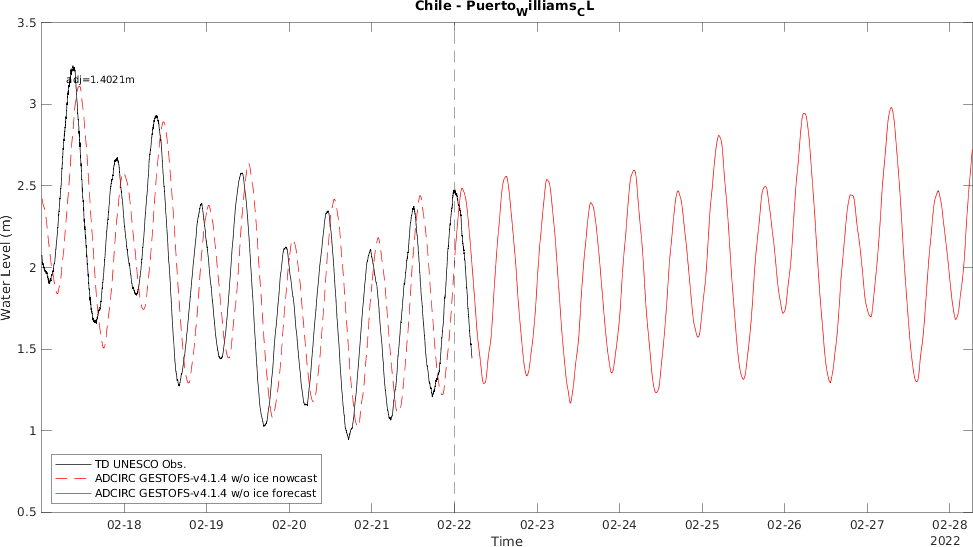 Chile - PuertoWilliamsCL
3.5
adj=1.4021m
3
2.5
2
1.5
1
0.5
Water Level (m)
TD UNESCO Obs.
ADCIRC GESTOFS-v4.1.4 w/o ice nowcast
ADCIRC GESTOFS-v4.1.4 w/o ice forecast
02-18 02-19 02-20 02-21 02-22 02-23 02-24 02-25 02-26 02-27 02-28
Time 2022